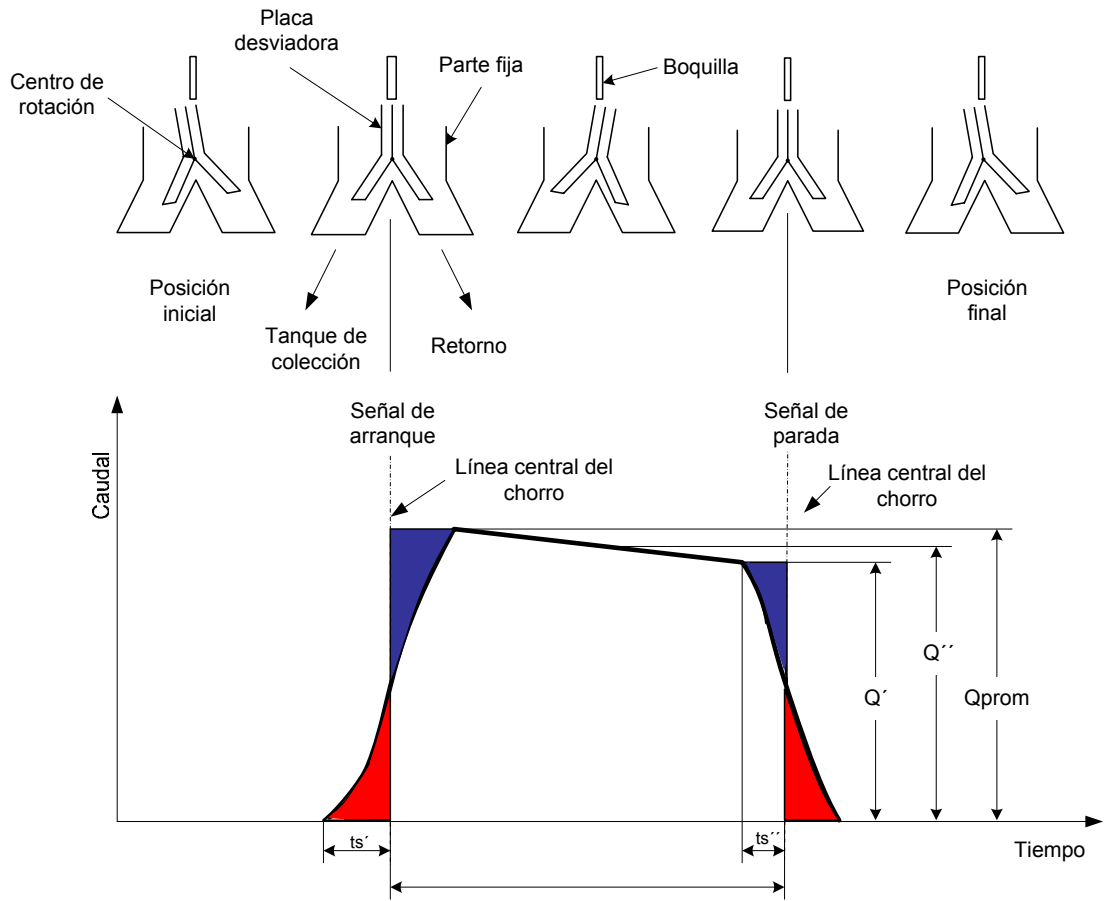 Placa
desviadora
Parte fija
Boquilla
Centro de
rotación
Posición
inicial
Tanque de
colección
Retorno
Posición
final
Señal de
arranque
Señal de
parada
Línea central del
chorro
Línea central del
chorro
Caudal
Q´
Q´´
Qprom
ts´
ts´´
Tiempo